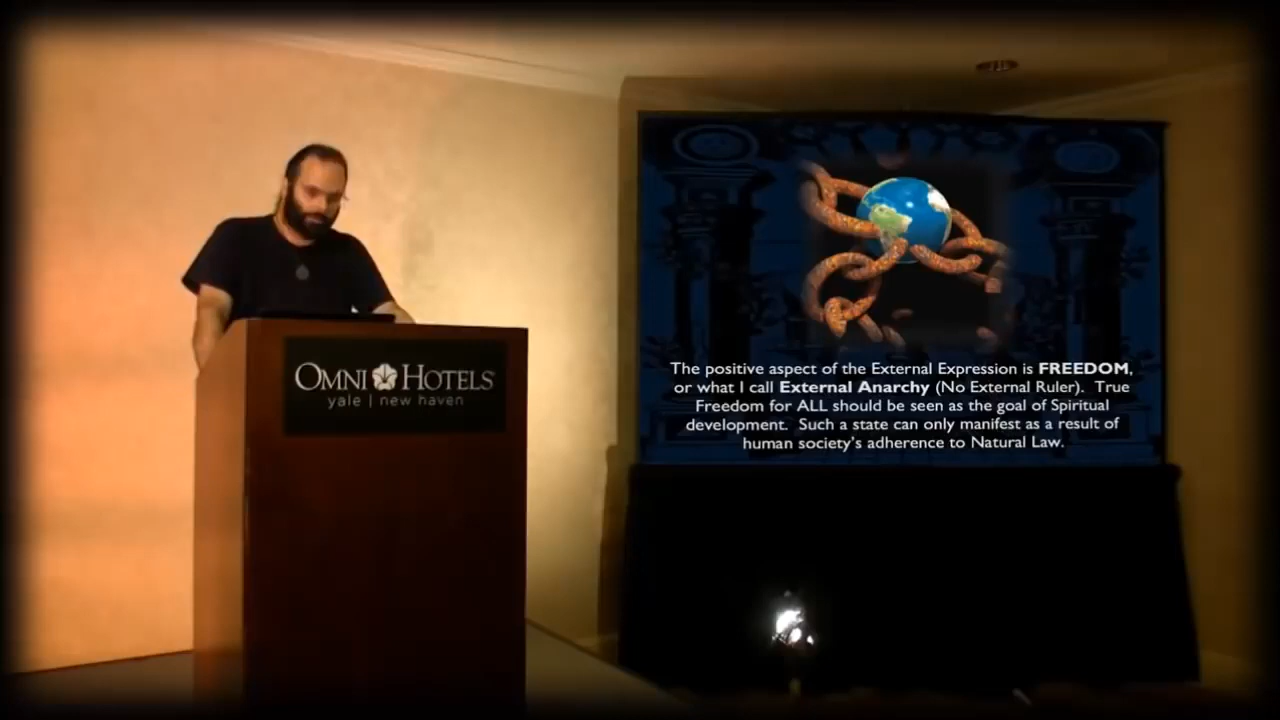 OMNI HOTELS
yale | new haven
The positive aspect of the External Expression is FREEDOM,
or what I call External Anarchy (No External Ruler). True
Freedom for ALL should be seen as the goal of Spiritual
development. Such a state can only manifest as a result of
human society's adherence to Natural Law.